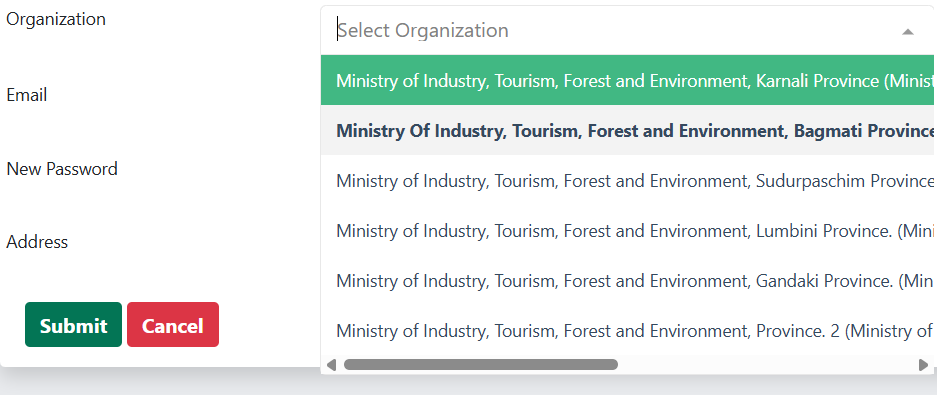 Organization
Select Organization
Ministry of Industry, Tourism, Forest and Environment, Karnali Province (Minist
Email
Ministry Of Industry, Tourism, Forest and Environment, Bagmati Province
New Password
Ministry of Industry, Tourism, Forest and Environment, Sudurpaschim Province
Ministry of Industry, Tourism, Forest and Environment, Lumbini Province. (Mini
Address
Ministry of Industry, Tourism, Forest and Environment, Gandaki Province. (Min
Submit Cancel
Ministry of Industry, Tourism, Forest and Environment, Province. 2 (Ministry of